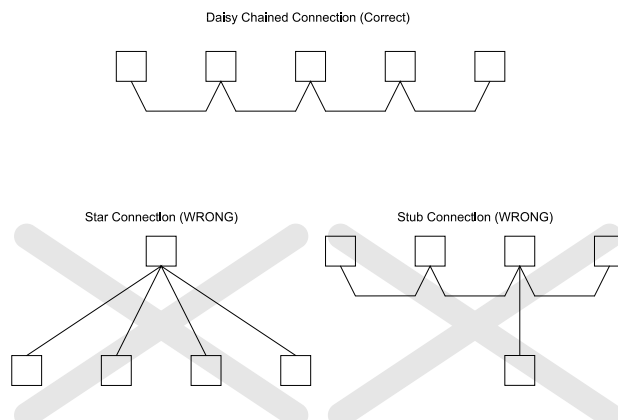 Daisy Chained Connection (Correct)
Star Connection (WRONG)
Stub Connection (WRONG)